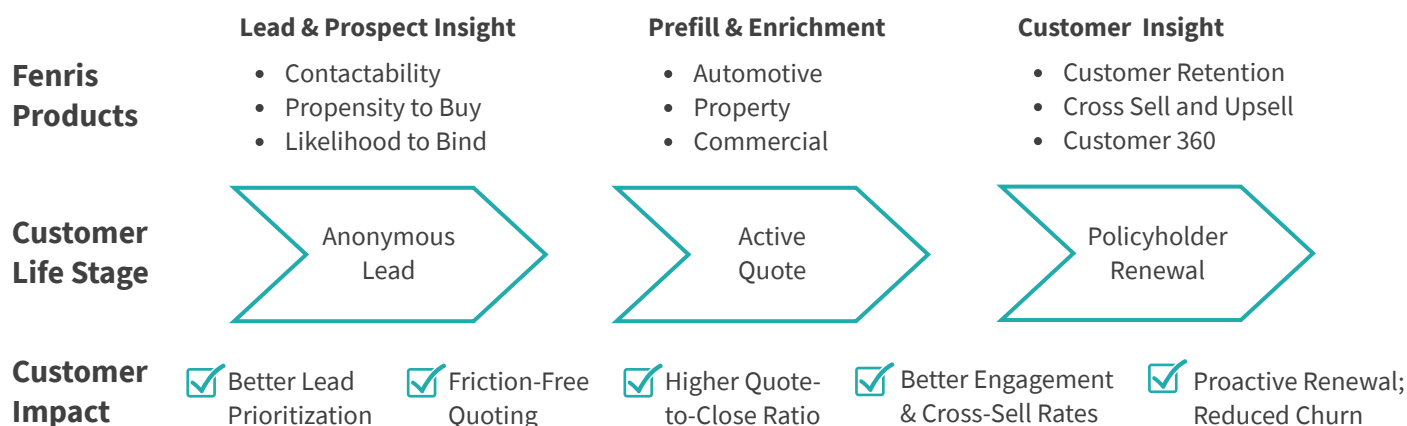 Lead & Prospect Insight
Prefill & Enrichment
Customer Insight
Fenris
Products
• Contactability
• Propensity to Buy
• Likelihood to Bind
• Automotive
• Property
• Commercial
• Customer Retention
• Cross Sell and Upsell
• Customer 360
Customer
Life Stage
Anonymous
Lead
Active
Quote
Policyholder
Renewal
Customer
Impact
Better Lead
Prioritization
Friction-Free
Quoting
Higher Quote-
to-Close Ratio
Better Engagement
& Cross-Sell Rates
Proactive Renewal;
Reduced Churn